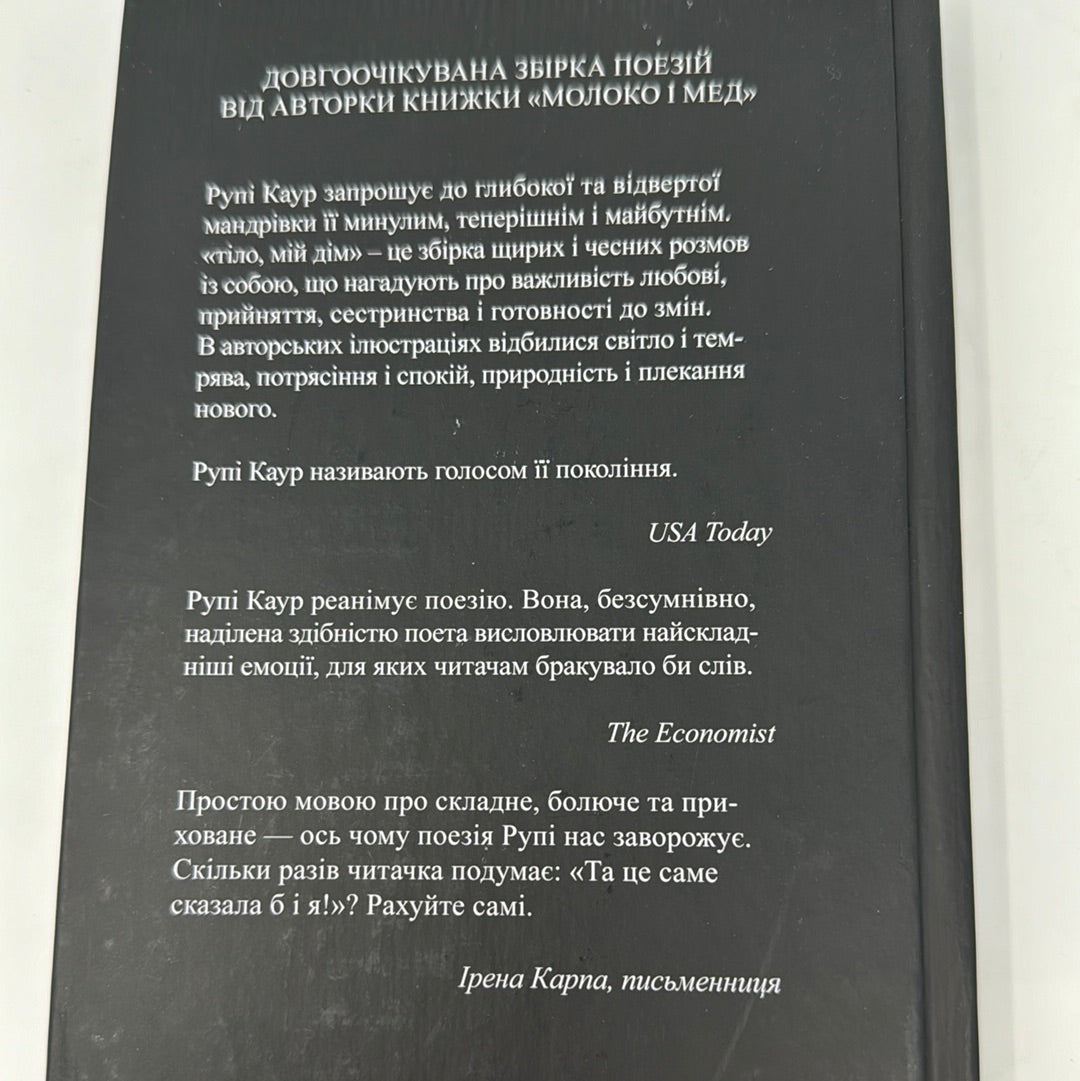 ДОВГООЧІКУВАНА ЗБІРКА ПОЕЗІЙ
ВІД АВТОРКИ КНИЖКИ «МОЛОКО І МЕД»
Рупі Каур запрошує до глибокої та відвертої
мандрівки її минулим, теперішнім і майбутнім.
«тіло, мій дім» – це збірка щирих і чесних розмов
із собою, що нагадують про важливість любові,
прийняття, сестринства і готовності до змін.
В авторських ілюстраціях відбилися світло і тем-
рява, потрясіння і спокій, природність і плекання
нового.
Рупі Каур називають голосом її покоління.
USA Today
Рупі Каур реанімує поезію. Вона, безсумнівно,
наділена здібністю поета висловлювати найсклад-
ніші емоції, для яких читачам бракувало би слів.
The Economist
Простою мовою про складне, болюче та при-
ховане — ось чому поезія Рупі нас заворожує.
Скільки разів читачка подумає: «Та це саме
сказала б і я!»? Рахуйте самі.
Ірена Карпа, письменниця